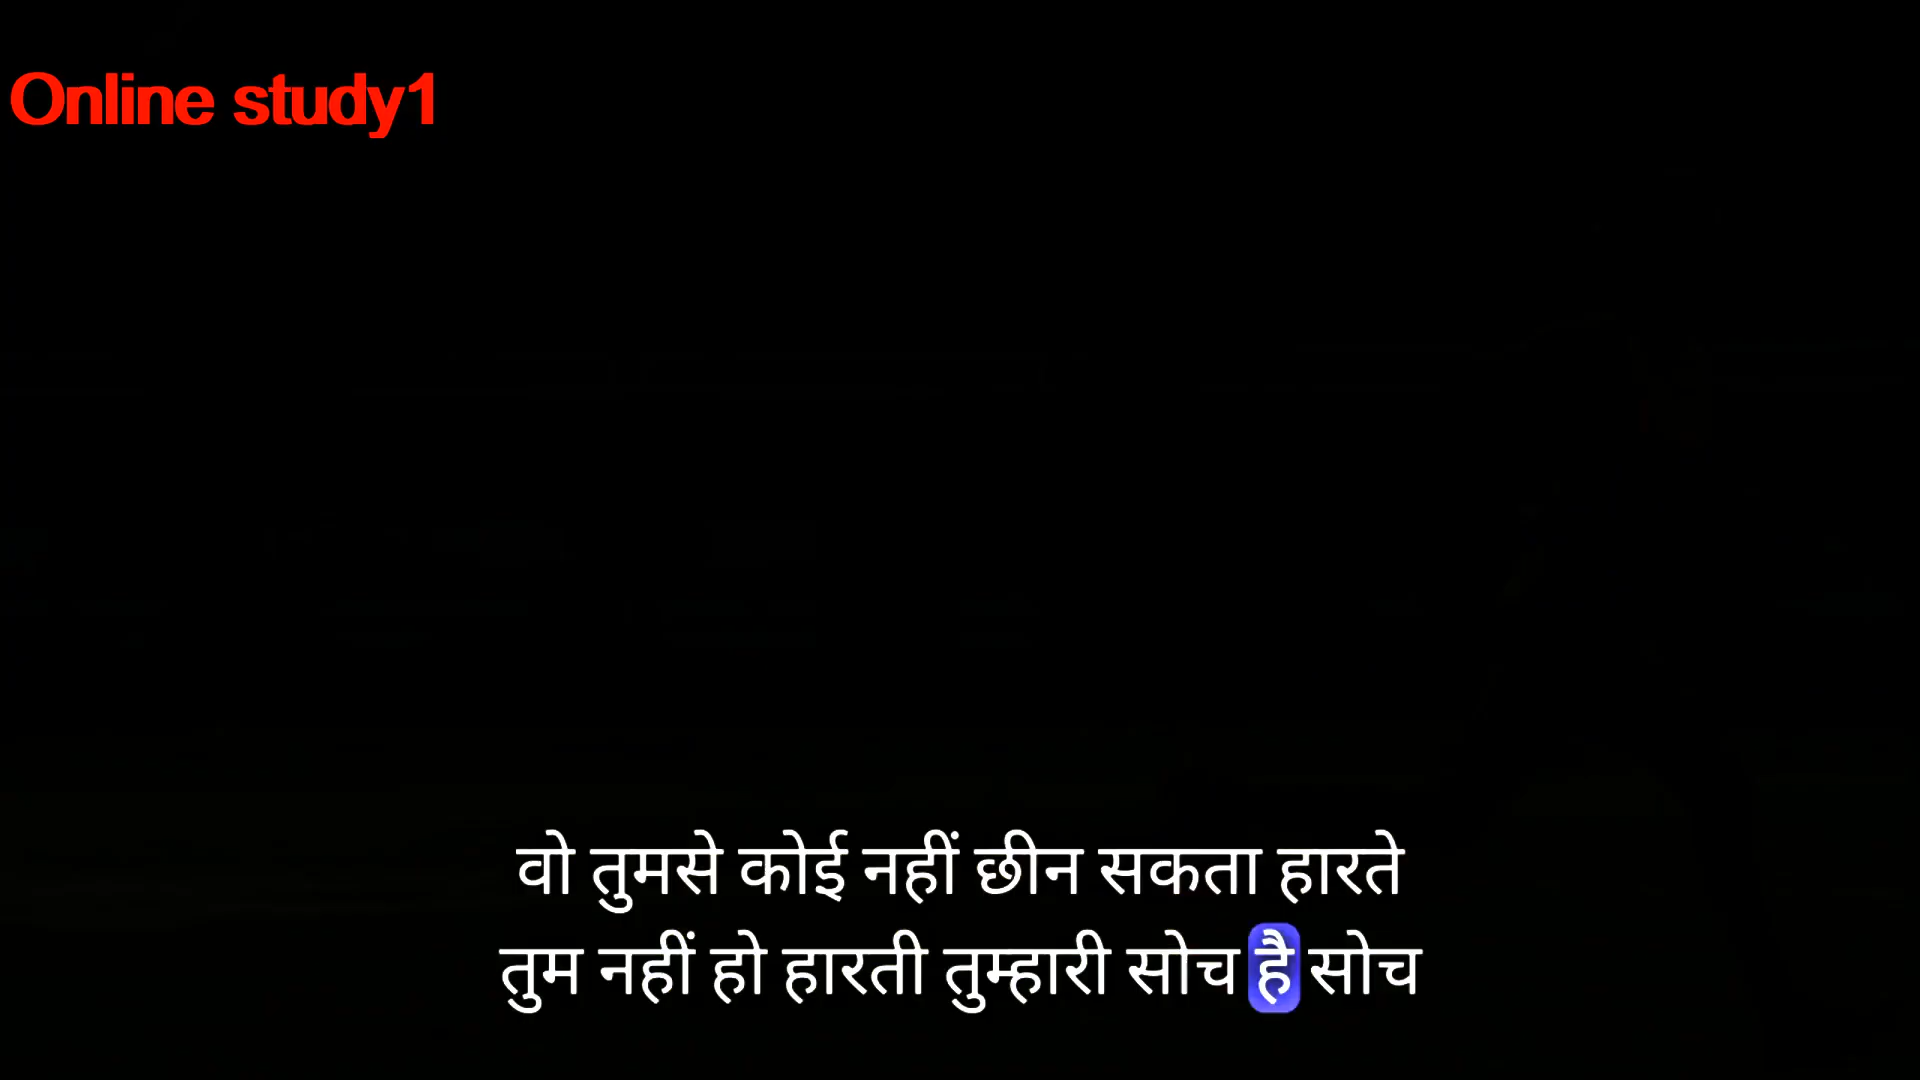 Online study1
वो तुमसे कोई नहीं छीन सकता हारते
तुम नहीं हो हारती तुम्हारी सोच है सोच